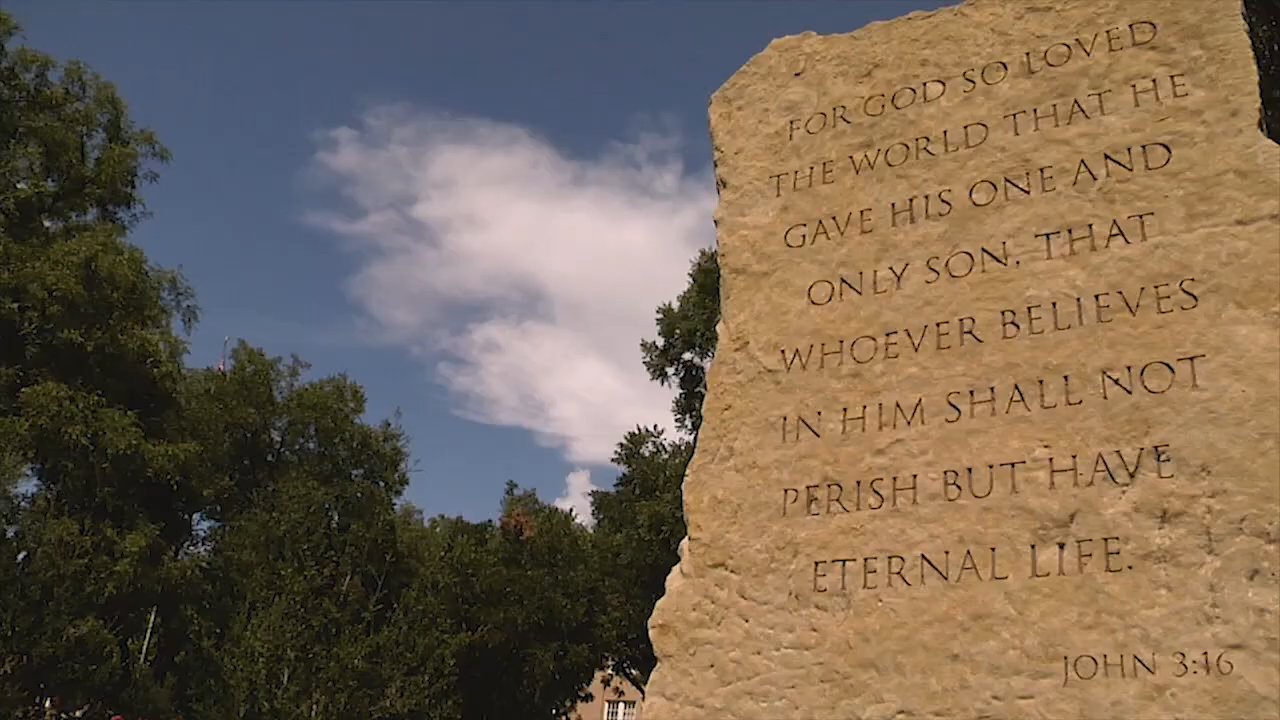 FOR GOD SO LOVED
THE WORLD THAT HE
GAVE HIS ONE AND
ONLY SON, THAT
WHOEVER BELIEVES
IN HIM SHALL NOT
PERISH BUT HAVE
ETERNAL LIFE.
JOHN 3:16